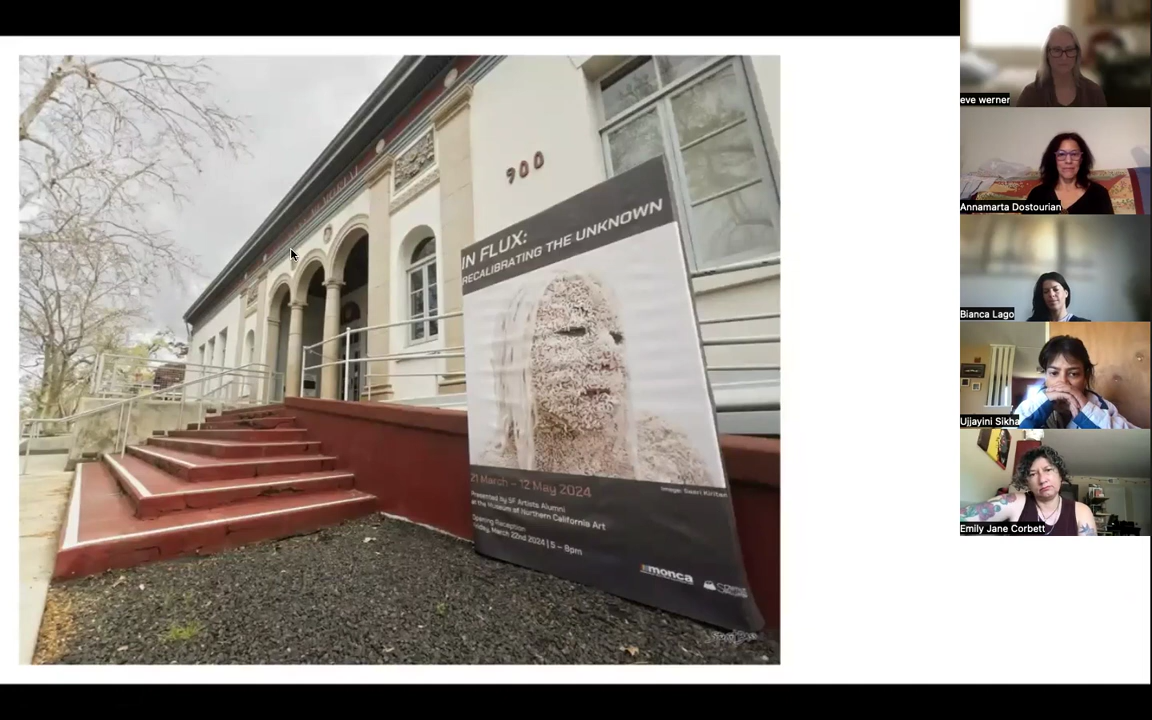 900
IN FLUX:
RECALIBRATING THE UNKNOWN
21 March – 12 May 2024
Image: Sean Kirlten
Presented by SF Artists Alumni
at the Museum of Northern California Art
Opening Reception:
Friday, March 22nd 2024 | 5 – 8pm
monca
eve werner
Annamarta Dostourian
Bianca Lago
Ujjayini Sikha
Emily Jane Corbett